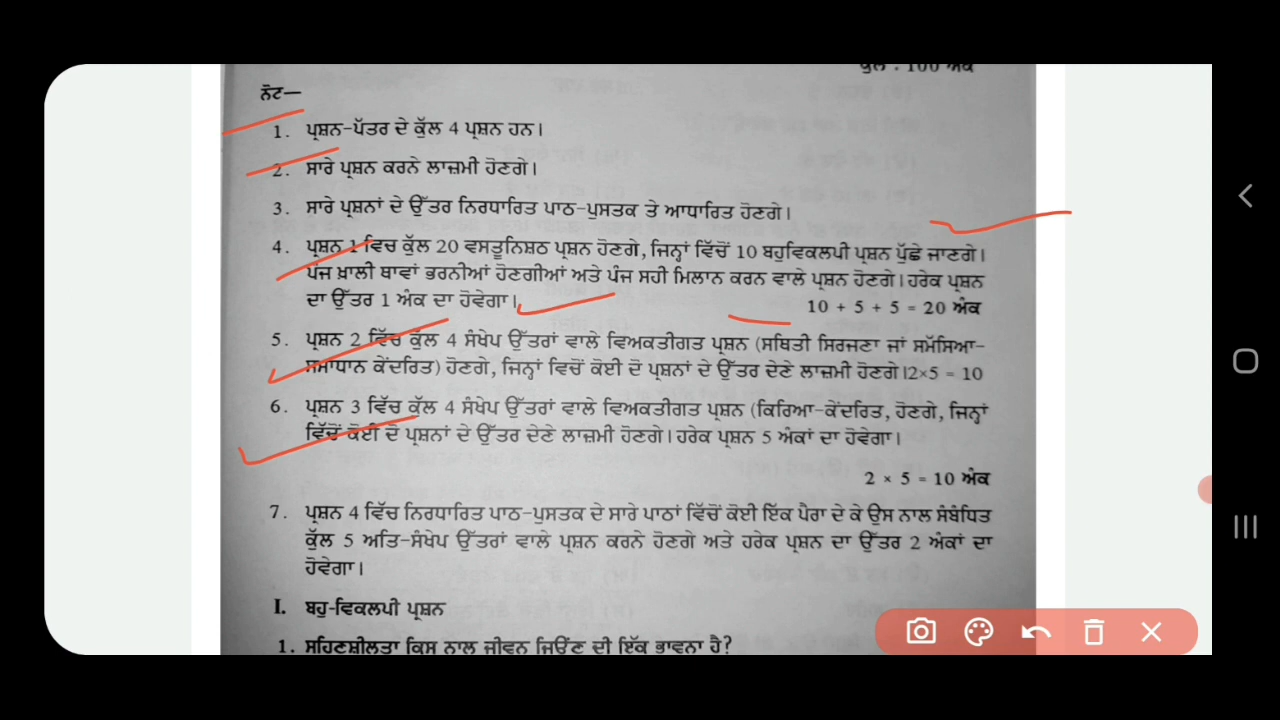 ਕੁੱਲ : 100 ਅੰਕ
ਨੋਟ—
1. ਪ੍ਰਸ਼ਨ-ਪੱਤਰ ਦੇ ਕੁੱਲ 4 ਪ੍ਰਸ਼ਨ ਹਨ।
2. ਸਾਰੇ ਪ੍ਰਸ਼ਨ ਕਰਨੇ ਲਾਜ਼ਮੀ ਹੋਣਗੇ।
3. ਸਾਰੇ ਪ੍ਰਸ਼ਨਾਂ ਦੇ ਉੱਤਰ ਨਿਰਧਾਰਿਤ ਪਾਠ-ਪੁਸਤਕ ਤੇ ਆਧਾਰਿਤ ਹੋਣਗੇ।
4. ਪ੍ਰਸ਼ਨ 1 ਵਿਚ ਕੁੱਲ 20 ਵਸਤੂਨਿਸ਼ਠ ਪ੍ਰਸ਼ਨ ਹੋਣਗੇ, ਜਿਨ੍ਹਾਂ ਵਿੱਚੋਂ 10 ਬਹੁਵਿਕਲਪੀ ਪ੍ਰਸ਼ਨ ਪੁੱਛੇ ਜਾਣਗੇ।
ਪੰਜ ਖ਼ਾਲੀ ਥਾਵਾਂ ਭਰਨੀਆਂ ਹੋਣਗੀਆਂ ਅਤੇ ਪੰਜ ਸਹੀ ਮਿਲਾਨ ਕਰਨ ਵਾਲੇ ਪ੍ਰਸ਼ਨ ਹੋਣਗੇ। ਹਰੇਕ ਪ੍ਰਸ਼ਨ
ਦਾ ਉੱਤਰ 1 ਅੰਕ ਦਾ ਹੋਵੇਗਾ। 10 + 5 + 5 = 20 ਅੰਕ
5. ਪ੍ਰਸ਼ਨ 2 ਵਿੱਚ ਕੁੱਲ 4 ਸੰਖੇਪ ਉੱਤਰਾਂ ਵਾਲੇ ਵਿਅਕਤੀਗਤ ਪ੍ਰਸ਼ਨ (ਸਥਿਤੀ ਸਿਰਜਣਾ ਜਾਂ ਸਮੱਸਿਆ-
ਸਮਾਧਾਨ ਕੇਂਦਰਿਤ) ਹੋਣਗੇ, ਜਿਨ੍ਹਾਂ ਵਿਚੋਂ ਕੋਈ ਦੋ ਪ੍ਰਸ਼ਨਾਂ ਦੇ ਉੱਤਰ ਦੇਣੇ ਲਾਜ਼ਮੀ ਹੋਣਗੇ।2×5 = 10
6. ਪ੍ਰਸ਼ਨ 3 ਵਿੱਚ ਕੁੱਲ 4 ਸੰਖੇਪ ਉੱਤਰਾਂ ਵਾਲੇ ਵਿਅਕਤੀਗਤ ਪ੍ਰਸ਼ਨ (ਕਿਰਿਆ-ਕੇਂਦਰਿਤ, ਹੋਣਗੇ, ਜਿਨ੍ਹਾਂ
ਵਿੱਚੋਂ ਕੋਈ ਦੋ ਪ੍ਰਸ਼ਨਾਂ ਦੇ ਉੱਤਰ ਦੇਣੇ ਲਾਜ਼ਮੀ ਹੋਣਗੇ। ਹਰੇਕ ਪ੍ਰਸ਼ਨ 5 ਅੰਕਾਂ ਦਾ ਹੋਵੇਗਾ।
2 × 5 = 10 ਅੰਕ
7. ਪ੍ਰਸ਼ਨ 4 ਵਿੱਚ ਨਿਰਧਾਰਿਤ ਪਾਠ-ਪੁਸਤਕ ਦੇ ਸਾਰੇ ਪਾਠਾਂ ਵਿੱਚੋਂ ਕੋਈ ਇੱਕ ਪੈਰਾ ਦੇ ਕੇ ਉਸ ਨਾਲ ਸੰਬੰਧਿਤ
ਕੁੱਲ 5 ਅਤਿ-ਸੰਖੇਪ ਉੱਤਰਾਂ ਵਾਲੇ ਪ੍ਰਸ਼ਨ ਕਰਨੇ ਹੋਣਗੇ ਅਤੇ ਹਰੇਕ ਪ੍ਰਸ਼ਨ ਦਾ ਉੱਤਰ 2 ਅੰਕਾਂ ਦਾ
ਹੋਵੇਗਾ।
I. ਬਹੁ-ਵਿਕਲਪੀ ਪ੍ਰਸ਼ਨ
1. ਸਹਿਣਸ਼ੀਲਤਾ ਕਿਸ ਨਾਲ ਜੀਵਨ ਜਿਉਂਣ ਦੀ ਇੱਕ ਭਾਵਨਾ ਹੈ?